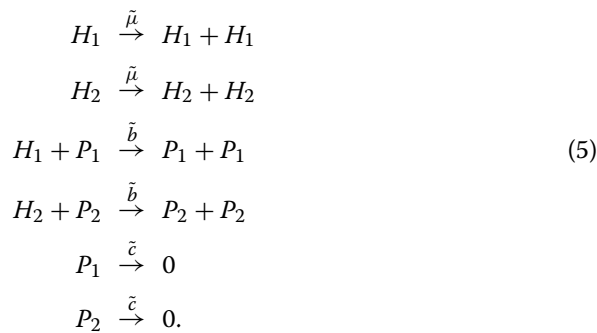 H₁ →^μ̃ H₁ + H₁
H₂ →^μ̃ H₂ + H₂
H₁ + P₁ →^b̃ P₁ + P₁
(5)
H₂ + P₂ →^b̃ P₂ + P₂
P₁ →^c̃ 0
P₂ →^c̃ 0.